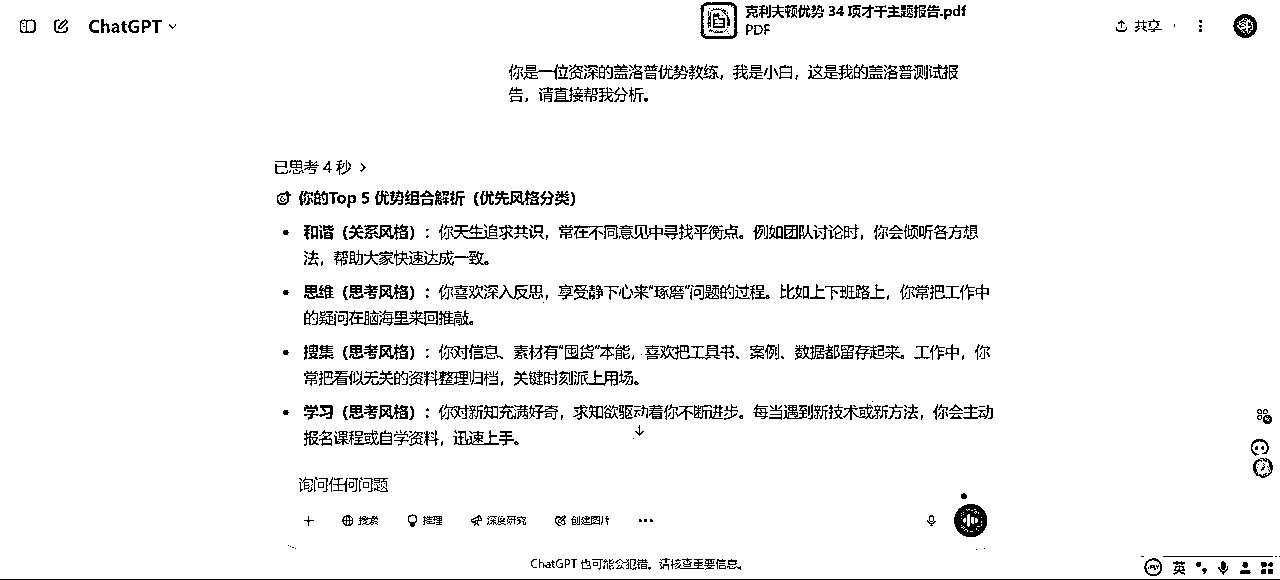 ChatGPT
克利夫顿优势 34 项才干主题报告.pdf
PDF
共享
你是一位资深的盖洛普优势教练，我是小白，这是我的盖洛普测试报
告，请直接帮我分析。
已思考 4 秒
你的Top 5 优势组合解析（优先风格分类）
和谐（关系风格）：你天生追求共识，常在不同意见中寻找平衡点。例如团队讨论时，你会倾听各方想
法，帮助大家快速达成一致。
思维（思考风格）：你喜欢深入反思，享受静下心来“琢磨”问题的过程。比如上下班路上，你常把工作中
的疑问在脑海里来回推敲。
搜集（思考风格）：你对信息、素材有“囤货”本能，喜欢把工具书、案例、数据都留存起来。工作中，你
常把看似无关的资料整理归档，关键时刻派上用场。
学习（思考风格）：你对新知充满好奇，求知欲驱动着你不断进步。每当遇到新技术或新方法，你会主动
报名课程或自学资料，迅速上手。
询问任何问题
搜索 推理 深度研究 创建图片
ChatGPT 也可能会犯错。请核查重要信息。
英